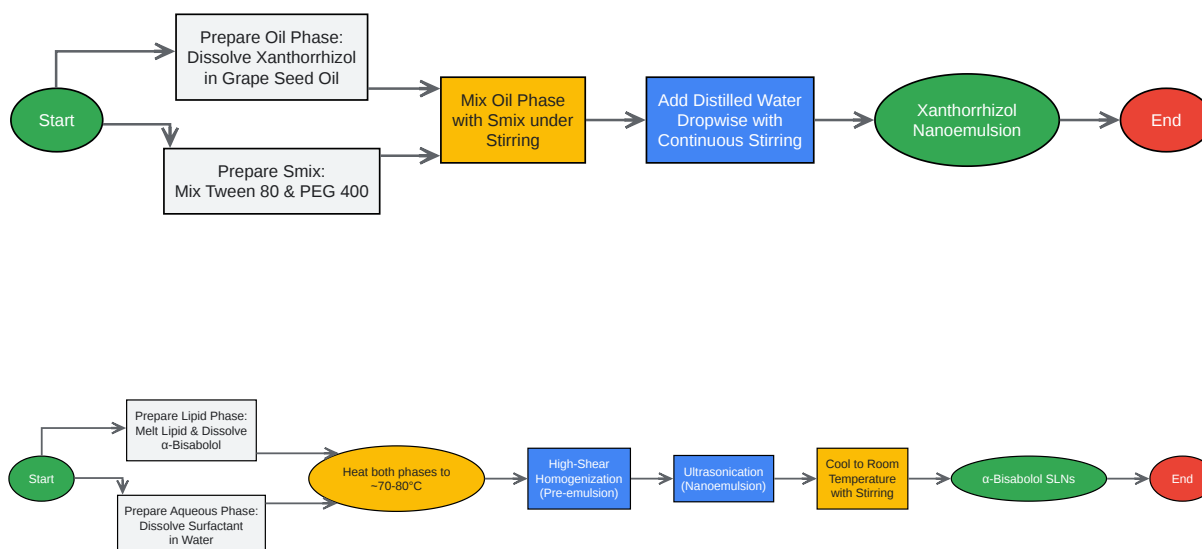 Start
Prepare Oil Phase:
Dissolve Xanthorrhizol
in Grape Seed Oil
Prepare Smix:
Mix Tween 80 & PEG 400
Mix Oil Phase
with Smix under
Stirring
Add Distilled Water
Dropwise with
Continuous Stirring
Xanthorrhizol
Nanoemulsion
End
Start
Prepare Lipid Phase:
Melt Lipid & Dissolve
α-Bisabolol
Prepare Aqueous Phase:
Dissolve Surfactant
in Water
Heat both phases to
~70-80°C
High-Shear
Homogenization
(Pre-emulsion)
Ultrasonication
(Nanoemulsion)
Cool to Room
Temperature
with Stirring
α-Bisabolol SLNs
End